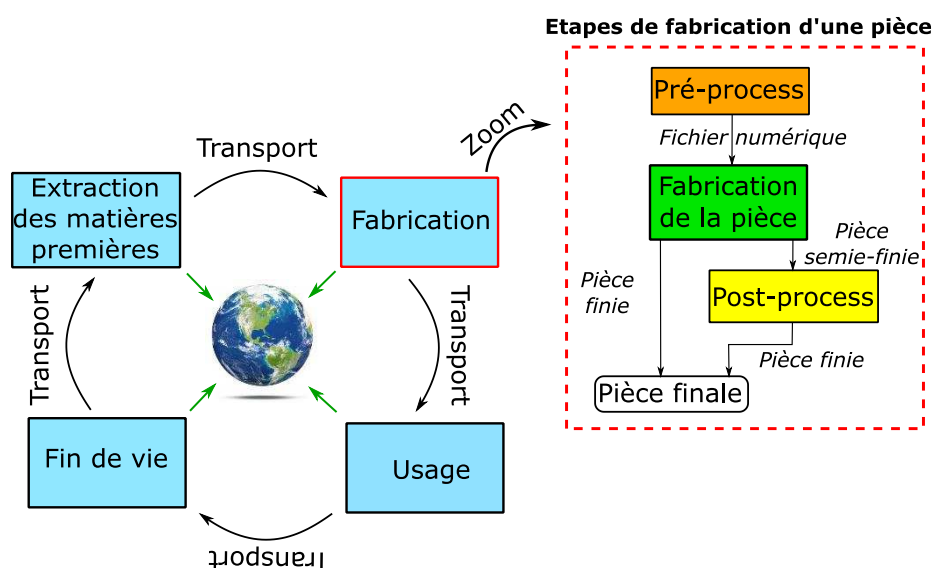 Etapes de fabrication d'une pièce
Zoom
Pré-process
Fichier numérique
Fabrication
de la pièce
Pièce
semie-finie
Pièce
finie
Post-process
Pièce finie
Pièce finale
Transport
Extraction
des matières
premières
Fabrication
Transport
Transport
Fin de vie
Usage
Transport